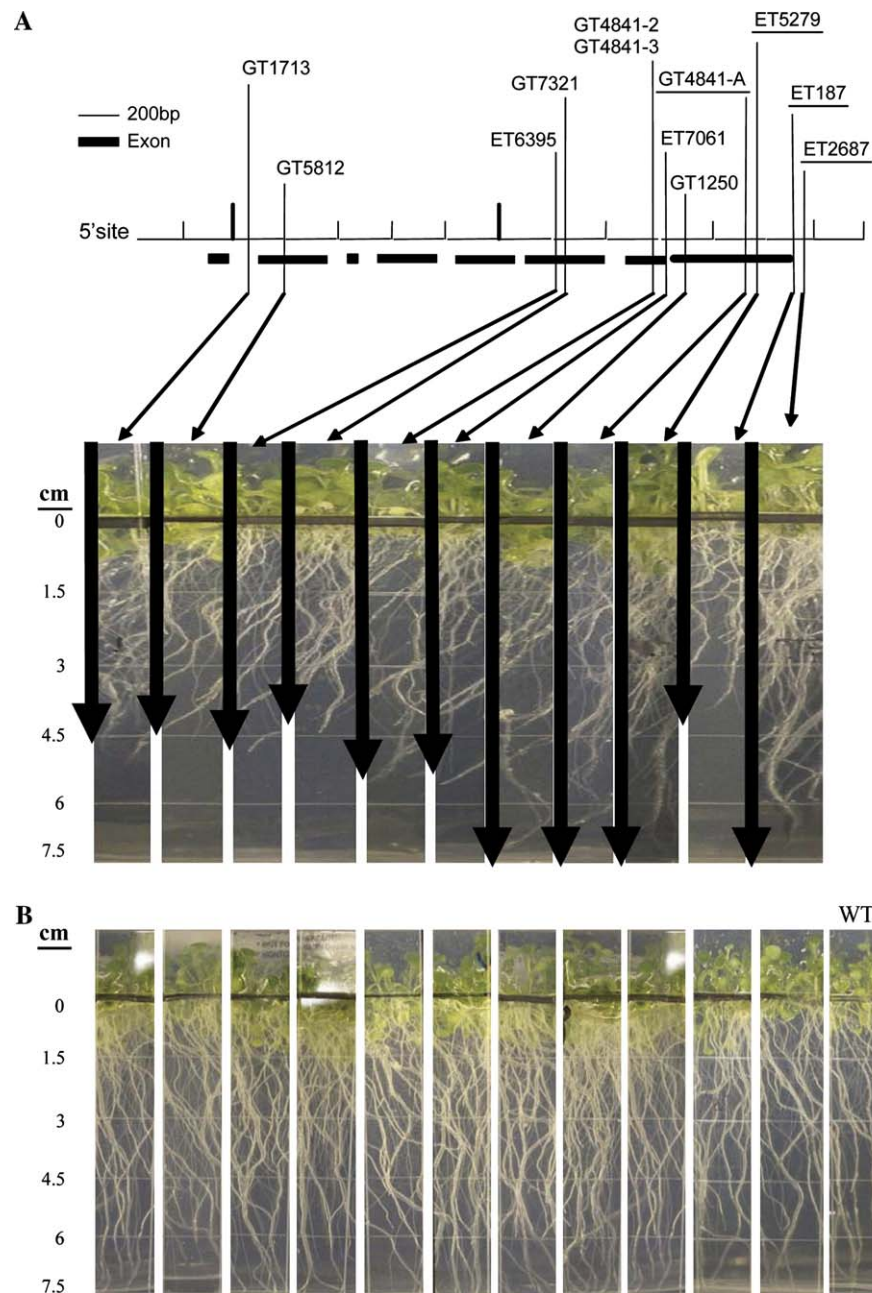 A
GT4841-2
GT4841-3
ET5279
GT1713
GT7321
GT4841-A
ET187
200bp
Exon
ET6395
ET7061
ET2687
GT5812
GT1250
5'site
cm
0
1.5
3
4.5
6
7.5
B
WT
cm
0
1.5
3
4.5
6
7.5